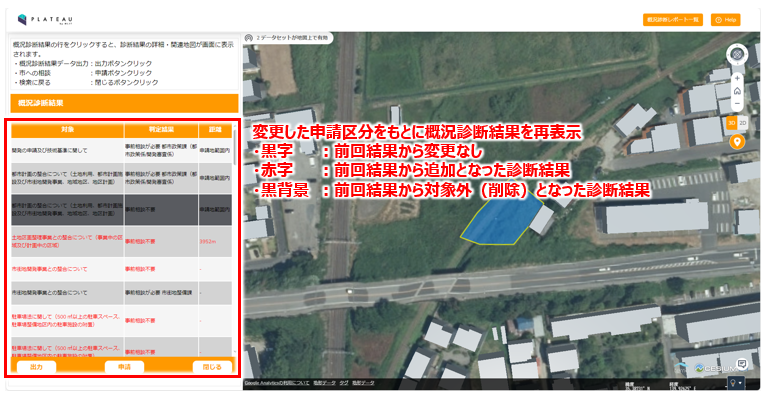 PLATEAU
概況診断レポート一覧
Help
概況診断結果の行をクリックすると、診断結果の詳細・関連地図が画面に表示
されます。
・概況診断結果データ出力：出力ボタンクリック
・市への相談　　　　　　：申請ボタンクリック
・検索に戻る　　　　　　：閉じるボタンクリック
概況診断結果
対象 判定結果 距離
開発の申請及び技術基準に関して 事前相談が必要 都市政策課（都
市政策係/開発審査係） 申請地範囲内
都市計画の整合について（土地利用、都市計画施
設及び市街地開発事業、地域地区、地区計画） 事前相談が必要 都市政策課（都
市政策係） 申請地範囲内
都市計画の整合について（土地利用、都市計画施
設及び市街地開発事業、地域地区、地区計画） 事前相談不要 申請地範囲内
土地区画整理事業との整合について（事業中の区
域及び計画中の区域） 事前相談不要 3952m
市街地開発事業との整合について 事前相談不要 -
市街地開発事業との整合について 事前相談が必要 市街地整備課 -
駐車場法に関して（500㎡以上の駐車スペース、
駐車場整備地区内の駐車施設の附置） 事前相談不要 -
駐車場法に関して（500㎡以上の駐車スペース、
事前相談が必要
出力
申請
閉じる
2 データセットが地図上で有効
変更した申請区分をもとに概況診断結果を再表示
・黒字　　：前回結果から変更なし
・赤字　　：前回結果から追加となった診断結果
・黒背景　：前回結果から対象外（削除）となった診断結果
3D 2D
CESIUM
Google Analyticsの利用について 地形データ タグ 地形データ
緯度
経度